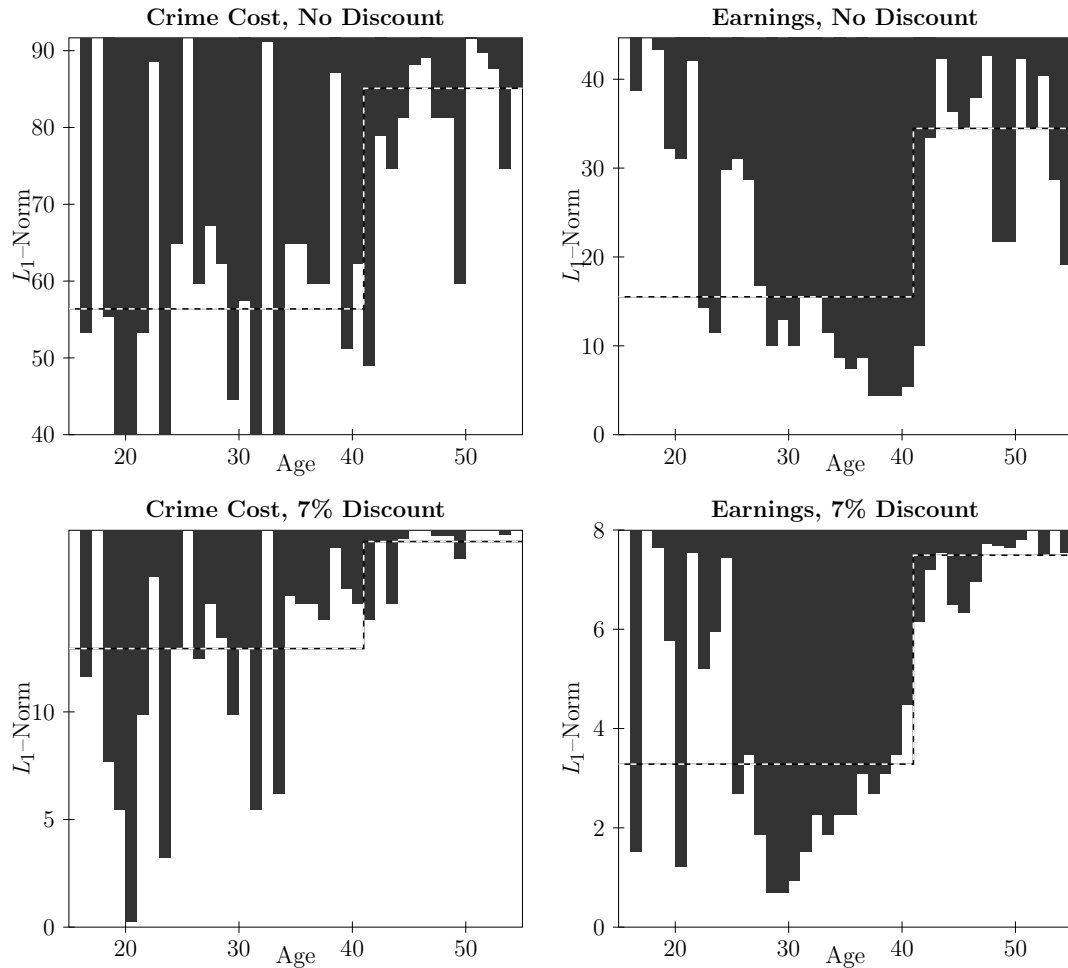 Crime Cost, No Discount
90
80
70
60
50
40
L1–Norm
20
30
40
50
Age
Earnings, No Discount
40
30
20
10
0
L1–Norm
20
30
40
50
Age
Crime Cost, 7% Discount
10
5
0
L1–Norm
20
30
40
50
Age
Earnings, 7% Discount
8
6
4
2
0
L1–Norm
20
30
40
50
Age